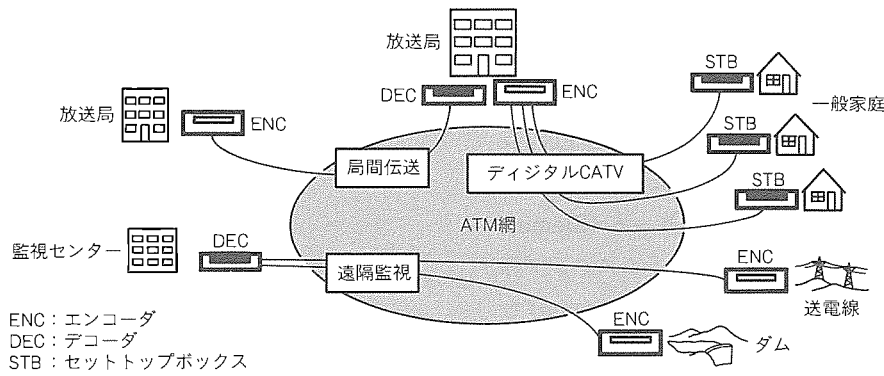 放送局
DEC
ENC
STB
一般家庭
放送局
ENC
STB
局間伝送
ディジタルCATV
STB
ATM網
監視センター
DEC
遠隔監視
ENC
送電線
ENC
ダム
ENC:エンコーダ
DEC:デコーダ
STB:セットトップボックス